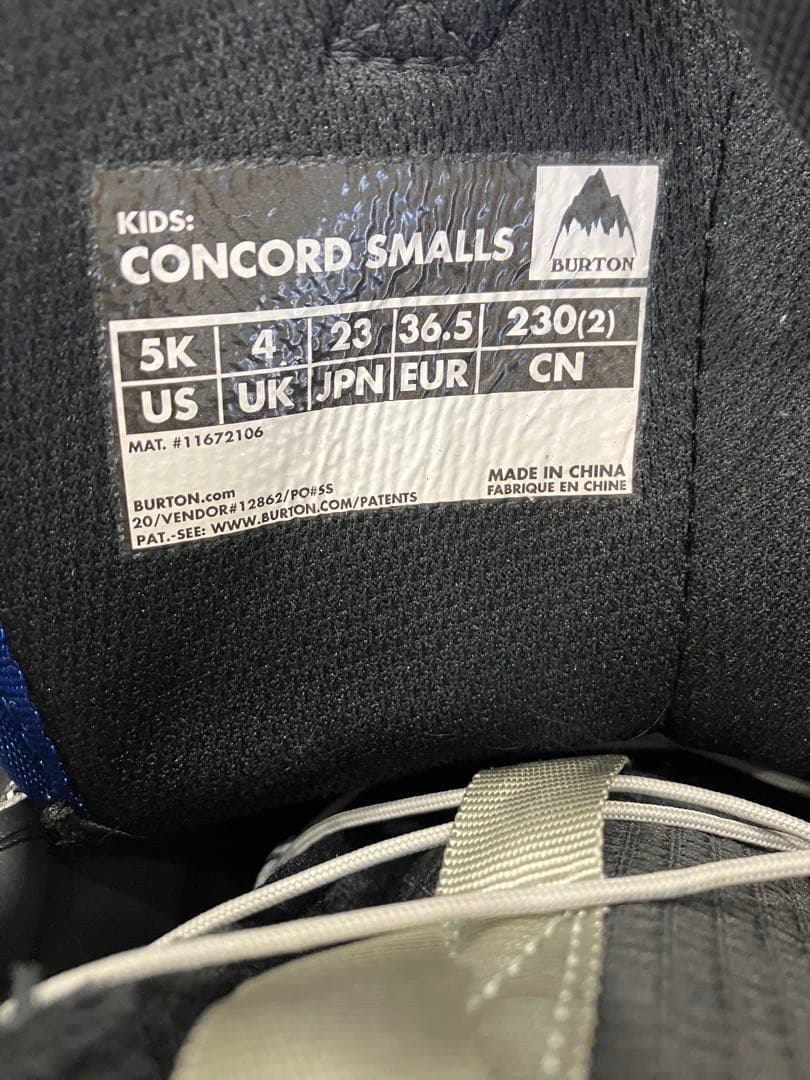 KIDS:
CONCORD SMALLS
BURTON
5K 4 23 36.5 230(2)
US UK JPN EUR CN
MAT. #11672106
BURTON.com
20/VENDOR#12862/PO#SS
PAT.-SEE: WWW.BURTON.COM/PATENTS
MADE IN CHINA
FABRIQUE EN CHINE